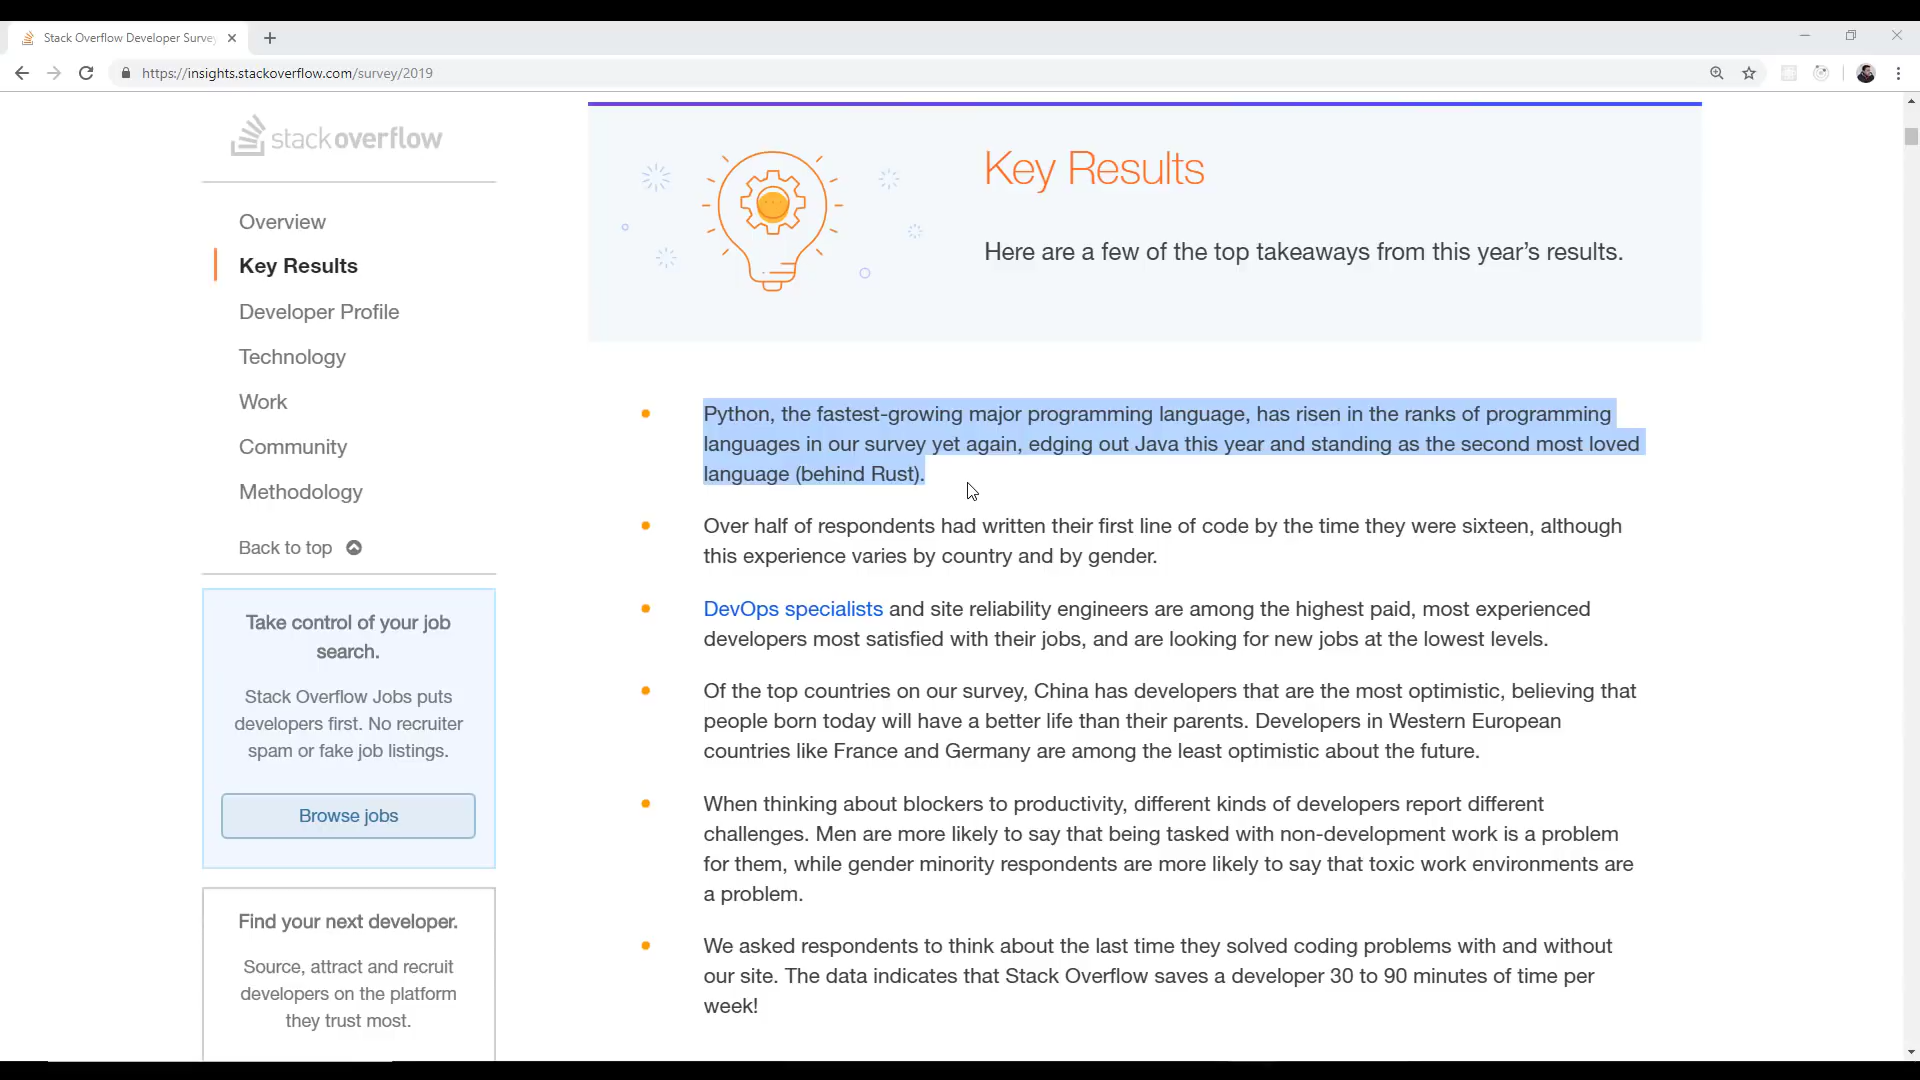 Stack Overflow Developer Surve
https://insights.stackoverflow.com/survey/2019
stackoverflow
Overview
Key Results
Developer Profile
Technology
Work
Community
Methodology
Back to top
Take control of your job
search.
Stack Overflow Jobs puts
developers first. No recruiter
spam or fake job listings.
Browse jobs
Find your next developer.
Source, attract and recruit
developers on the platform
they trust most.
Key Results
Here are a few of the top takeaways from this year’s results.
Python, the fastest-growing major programming language, has risen in the ranks of programming
languages in our survey yet again, edging out Java this year and standing as the second most loved
language (behind Rust).
Over half of respondents had written their first line of code by the time they were sixteen, although
this experience varies by country and by gender.
DevOps specialists and site reliability engineers are among the highest paid, most experienced
developers most satisfied with their jobs, and are looking for new jobs at the lowest levels.
Of the top countries on our survey, China has developers that are the most optimistic, believing that
people born today will have a better life than their parents. Developers in Western European
countries like France and Germany are among the least optimistic about the future.
When thinking about blockers to productivity, different kinds of developers report different
challenges. Men are more likely to say that being tasked with non-development work is a problem
for them, while gender minority respondents are more likely to say that toxic work environments are
a problem.
We asked respondents to think about the last time they solved coding problems with and without
our site. The data indicates that Stack Overflow saves a developer 30 to 90 minutes of time per
week!